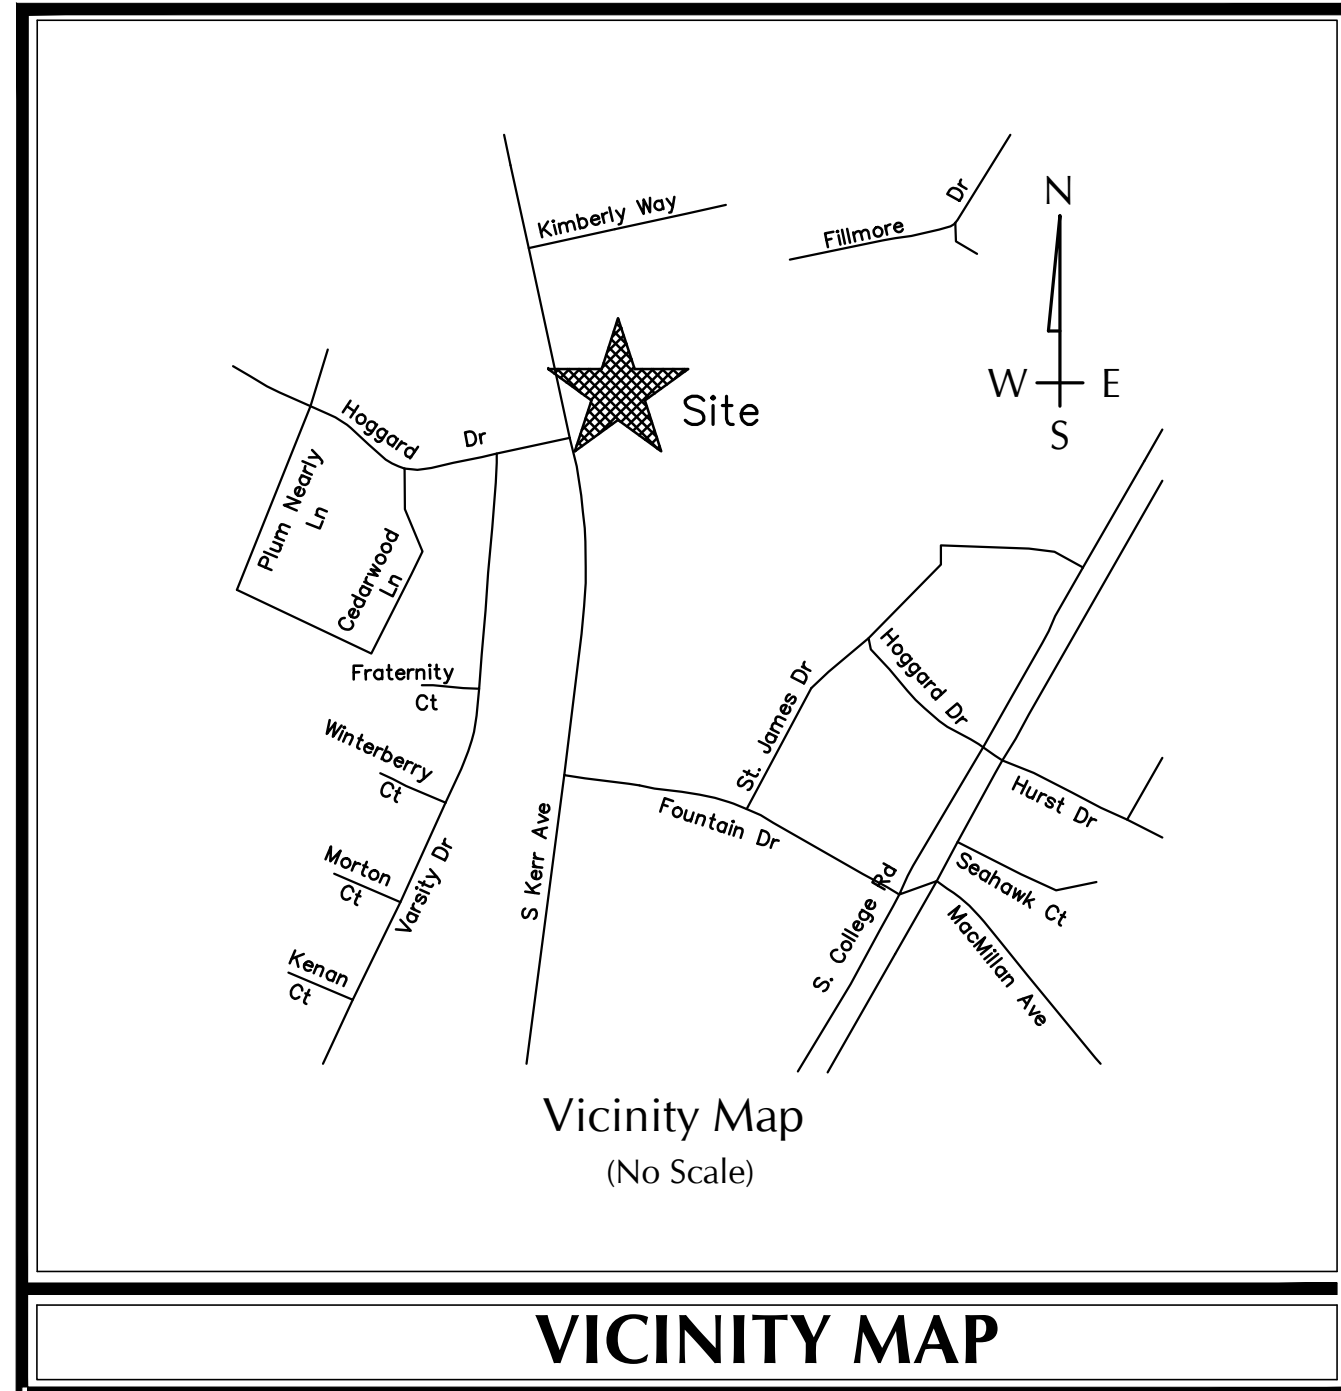 Kimberly Way
Fillmore Dr
N
W E
S
Site
Hoggard Dr
Plum Nearly
Ln
Cedarwood
Ln
Fraternity
Ct
Winterberry
Ct
Morton
Ct
Kenan
Ct
Varsity Dr
S Kerr Ave
Fountain Dr
St. James Dr
Hoggard Dr
Hurst Dr
Seahawk Ct
MacMillan Ave
S. College Rd
Vicinity Map
(No Scale)
VICINITY MAP